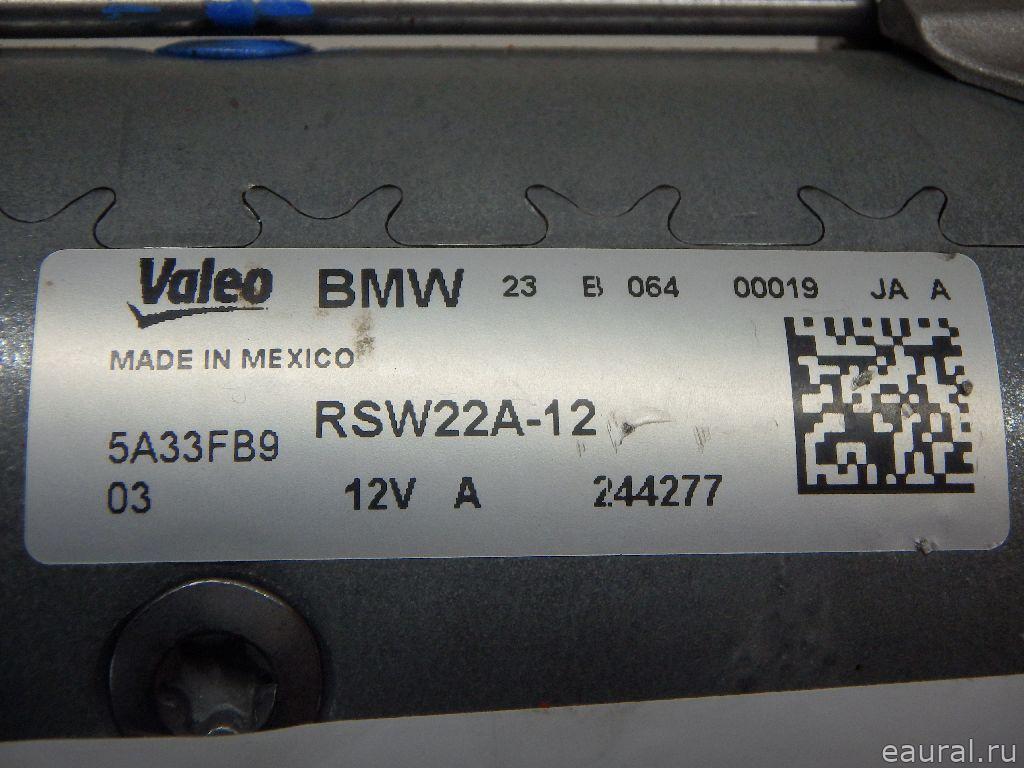 Valeo BMW 23 B 064 00019 JA A
MADE IN MEXICO
RSW22A-12
5A33FB9
03 12V A 244277
eaural.ru